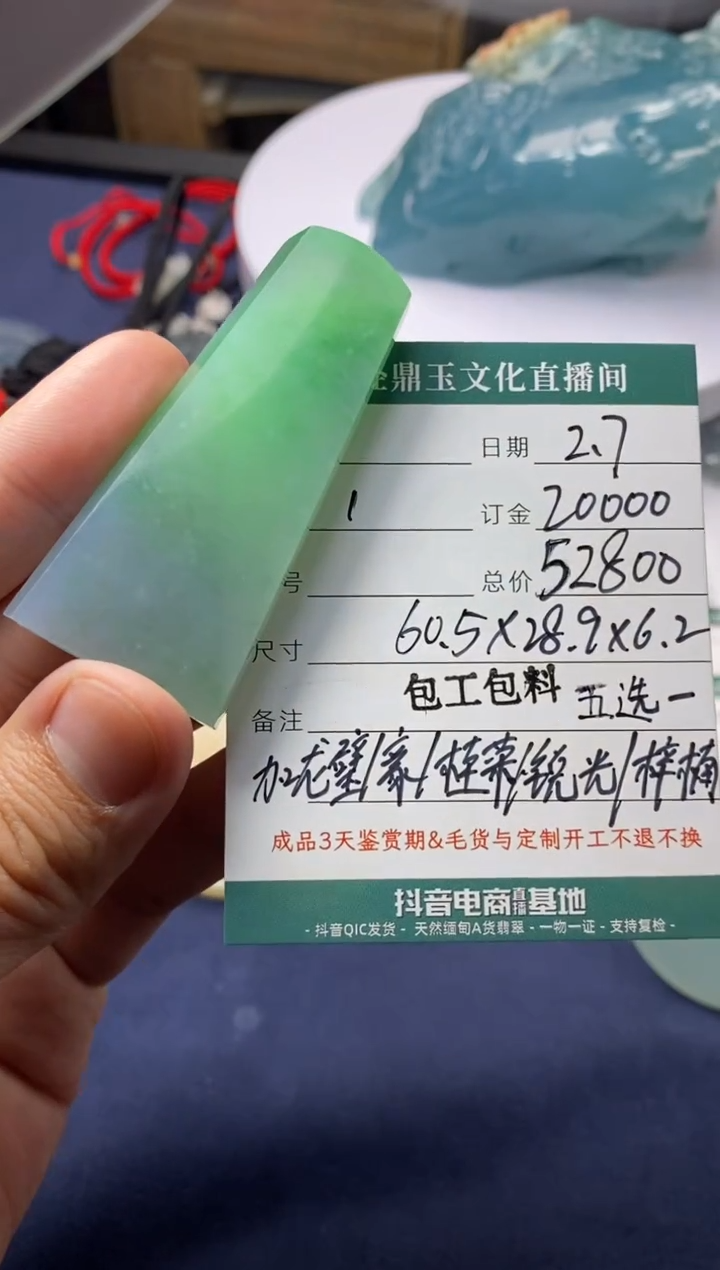 鼎玉文化直播间
日期 2.7
1 订金 20000
号 总价 52800
尺寸 60.5X28.9X6.2
备注 包工包料 五选一
加龙壁/豪/桂荣/锐光/梓楠
成品3天鉴赏期&毛货与定制开工不退不换
抖音电商直播基地
- 抖音QIC发货 - 天然缅甸A货翡翠 - 一物一证 - 支持复检 -